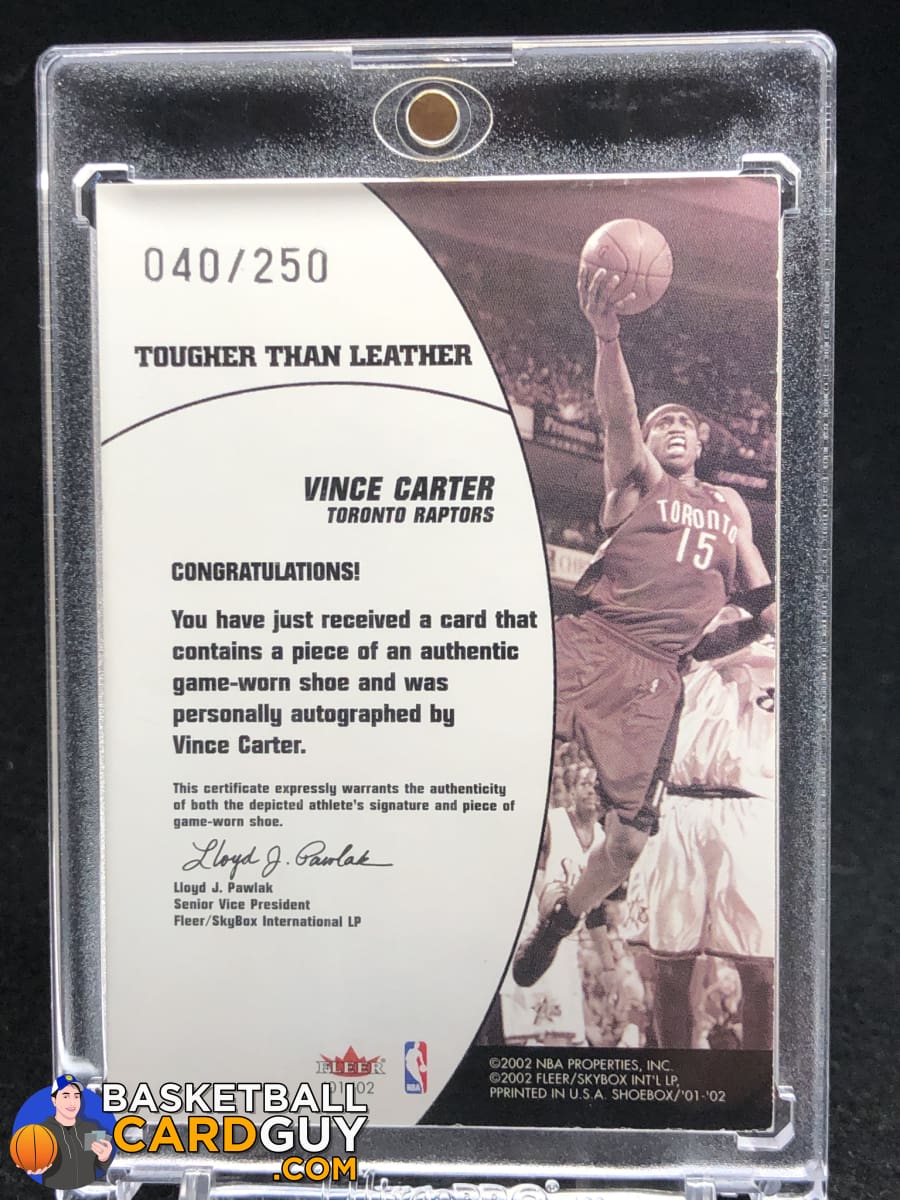 040/250
TOUGHER THAN LEATHER
VINCE CARTER
TORONTO RAPTORS
CONGRATULATIONS!
You have just received a card that
contains a piece of an authentic
game-worn shoe and was
personally autographed by
Vince Carter.
This certificate expressly warrants the authenticity
of both the depicted athlete's signature and piece of
game-worn shoe.
Lloyd J. Pawlak
Lloyd J. Pawlak
Senior Vice President
Fleer/SkyBox International LP
TORONTO
15
FLEER
NBA
©2002 NBA PROPERTIES, INC.
©2002 FLEER/SKYBOX INT'L LP,
PPRINTED IN U.S.A. SHOEBOX/'01-'02
BASKETBALL
CARDGUY
.COM